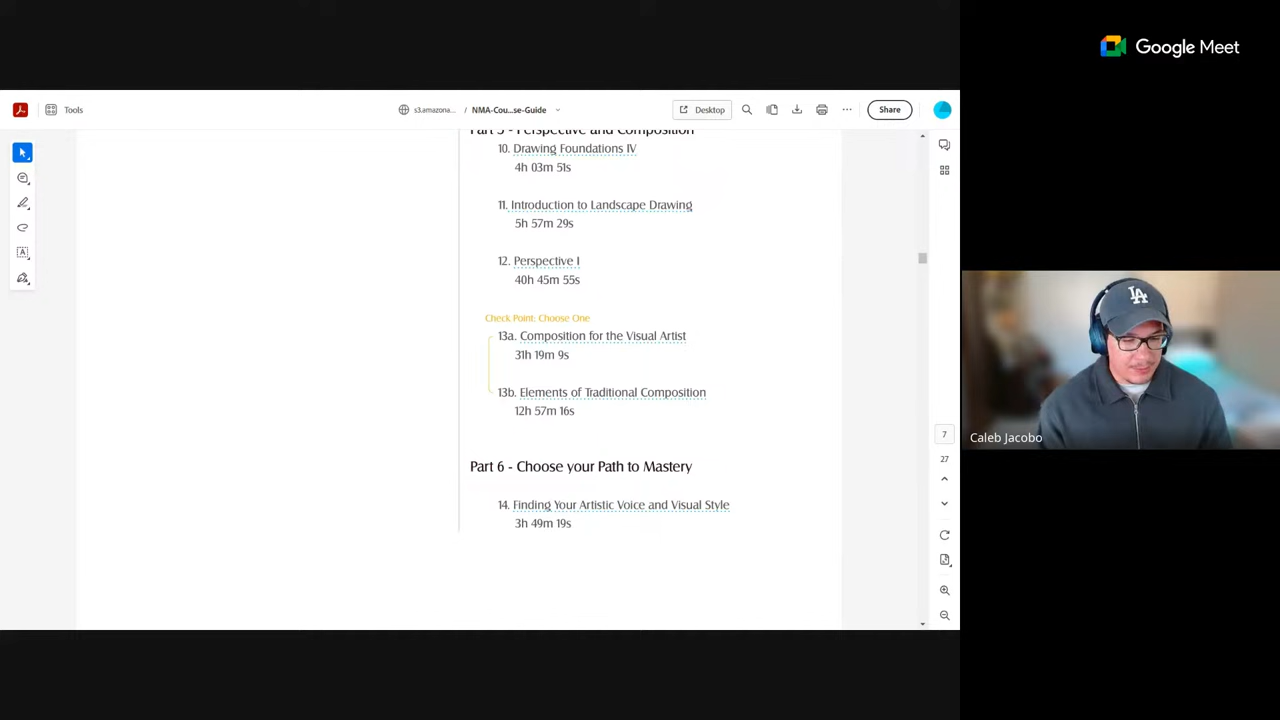 Google Meet
Tools
s3.amazona... / NMA-Cou...se-Guide
Desktop
Share
Part 5 - Perspective and Composition
10. Drawing Foundations IV
4h 03m 51s
11. Introduction to Landscape Drawing
5h 57m 29s
12. Perspective I
40h 45m 55s
Check Point: Choose One
13a. Composition for the Visual Artist
31h 19m 9s
13b. Elements of Traditional Composition
12h 57m 16s
Part 6 - Choose your Path to Mastery
14. Finding Your Artistic Voice and Visual Style
3h 49m 19s
7
27
LA
Caleb Jacobo